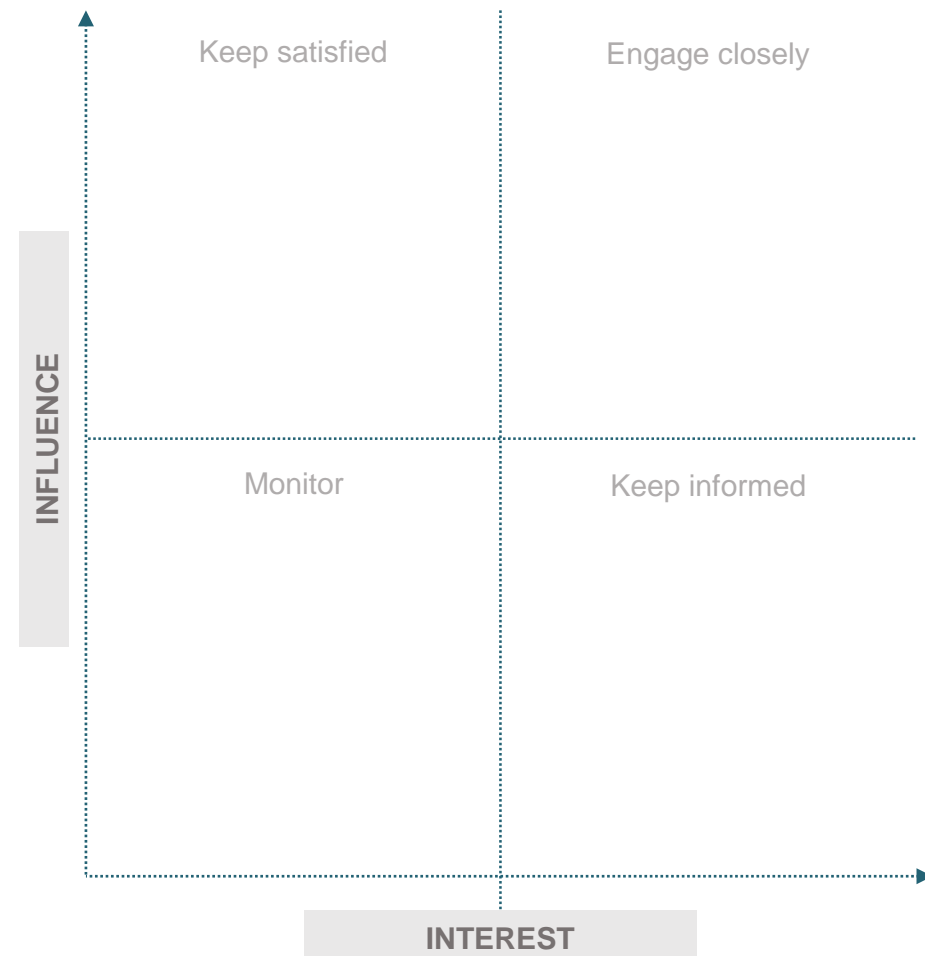 Keep satisfied
Engage closely
INFLUENCE
Monitor
Keep informed
INTEREST